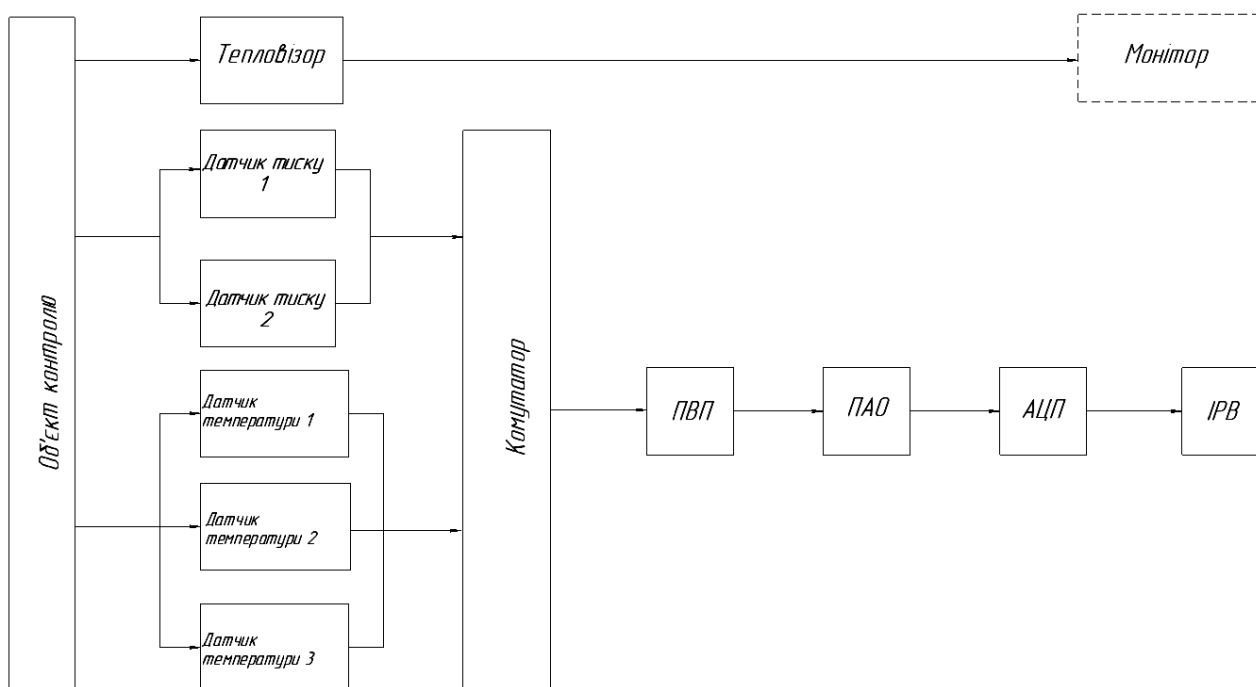 Об'єкт контролю
Тепловізор
Монітор
Датчик тиску
1
Датчик тиску
2
Датчик
температури 1
Датчик
температури 2
Датчик
температури 3
Комутатор
ПВП
ПАО
АЦП
ІРВ